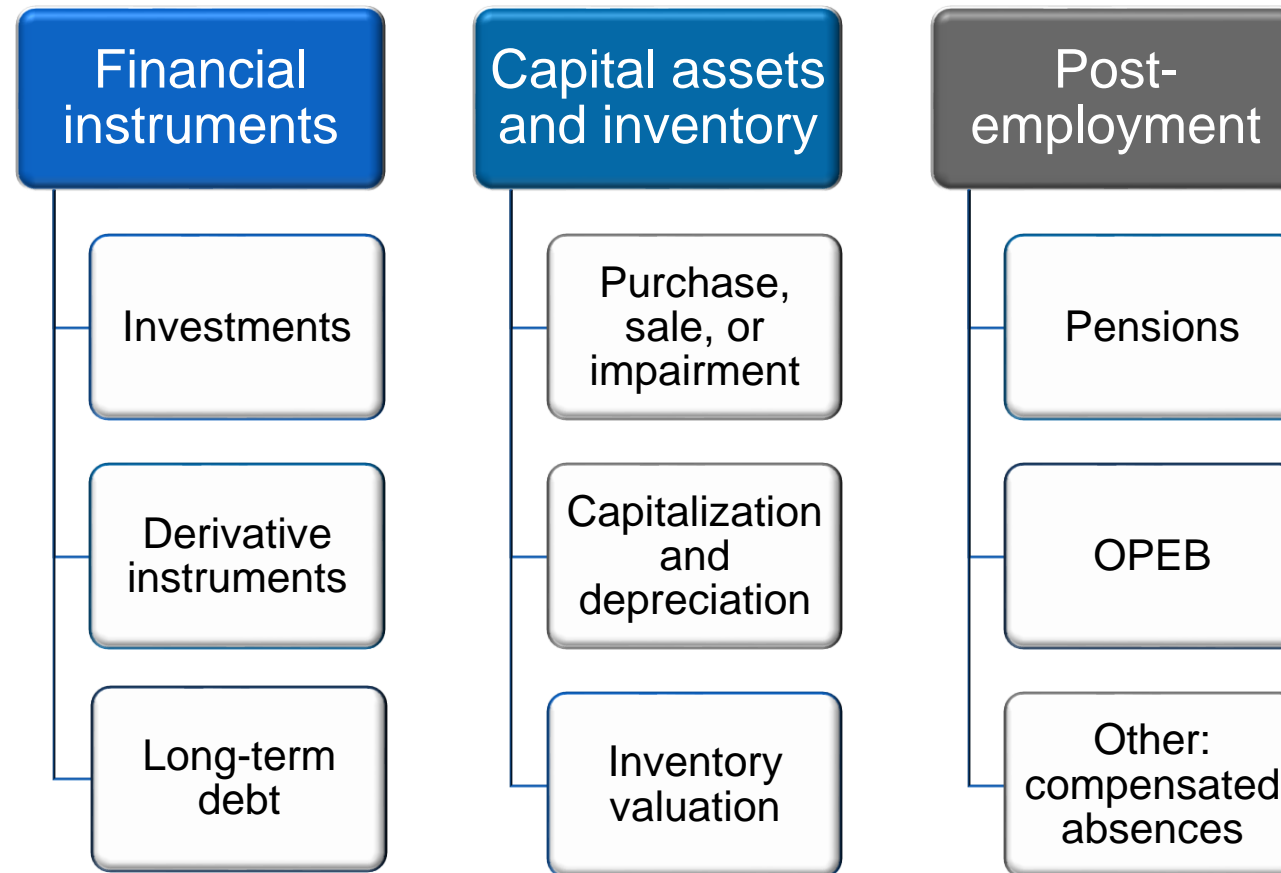 Financial
instruments
Investments
Derivative
instruments
Long-term
debt
Capital assets
and inventory
Purchase,
sale, or
impairment
Capitalization
and
depreciation
Inventory
valuation
Post-
employment
Pensions
OPEB
Other:
compensated
absences